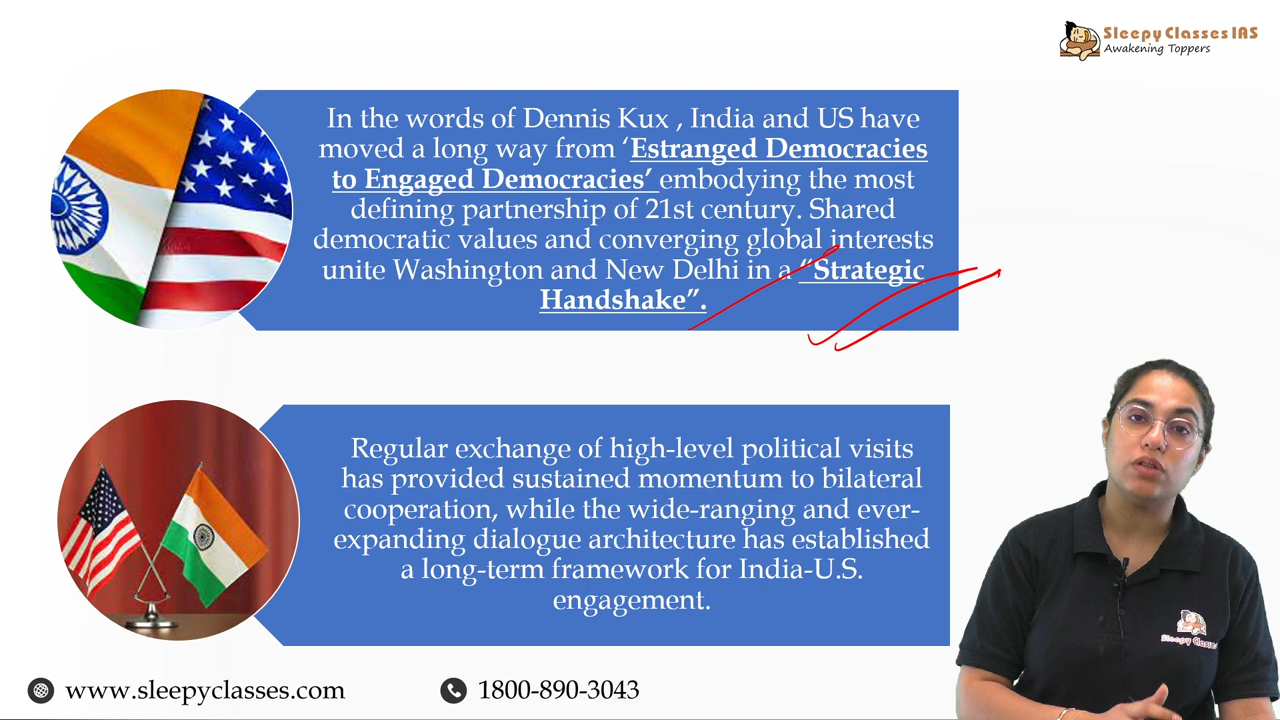 Sleepy Classes IAS
Awakening Toppers
In the words of Dennis Kux , India and US have
moved a long way from ‘Estranged Democracies
to Engaged Democracies’ embodying the most
defining partnership of 21st century. Shared
democratic values and converging global interests
unite Washington and New Delhi in a “Strategic
Handshake”.
Regular exchange of high-level political visits
has provided sustained momentum to bilateral
cooperation, while the wide-ranging and ever-
expanding dialogue architecture has established
a long-term framework for India-U.S.
engagement.
Sleepy Classes
www.sleepyclasses.com
1800-890-3043